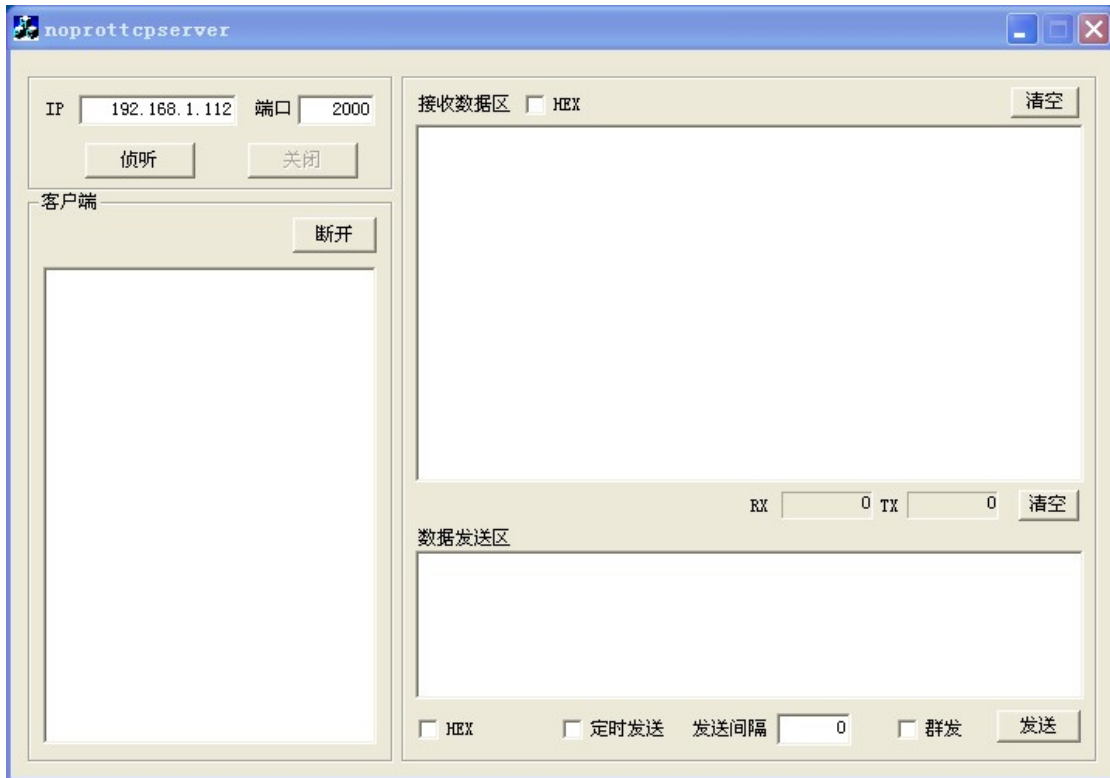 noprottcpserver
IP 192.168.1.112 端口 2000
侦听 关闭
客户端
断开
接收数据区 HEX 清空
RX 0 TX 0 清空
数据发送区
HEX 定时发送 发送间隔 0 群发 发送